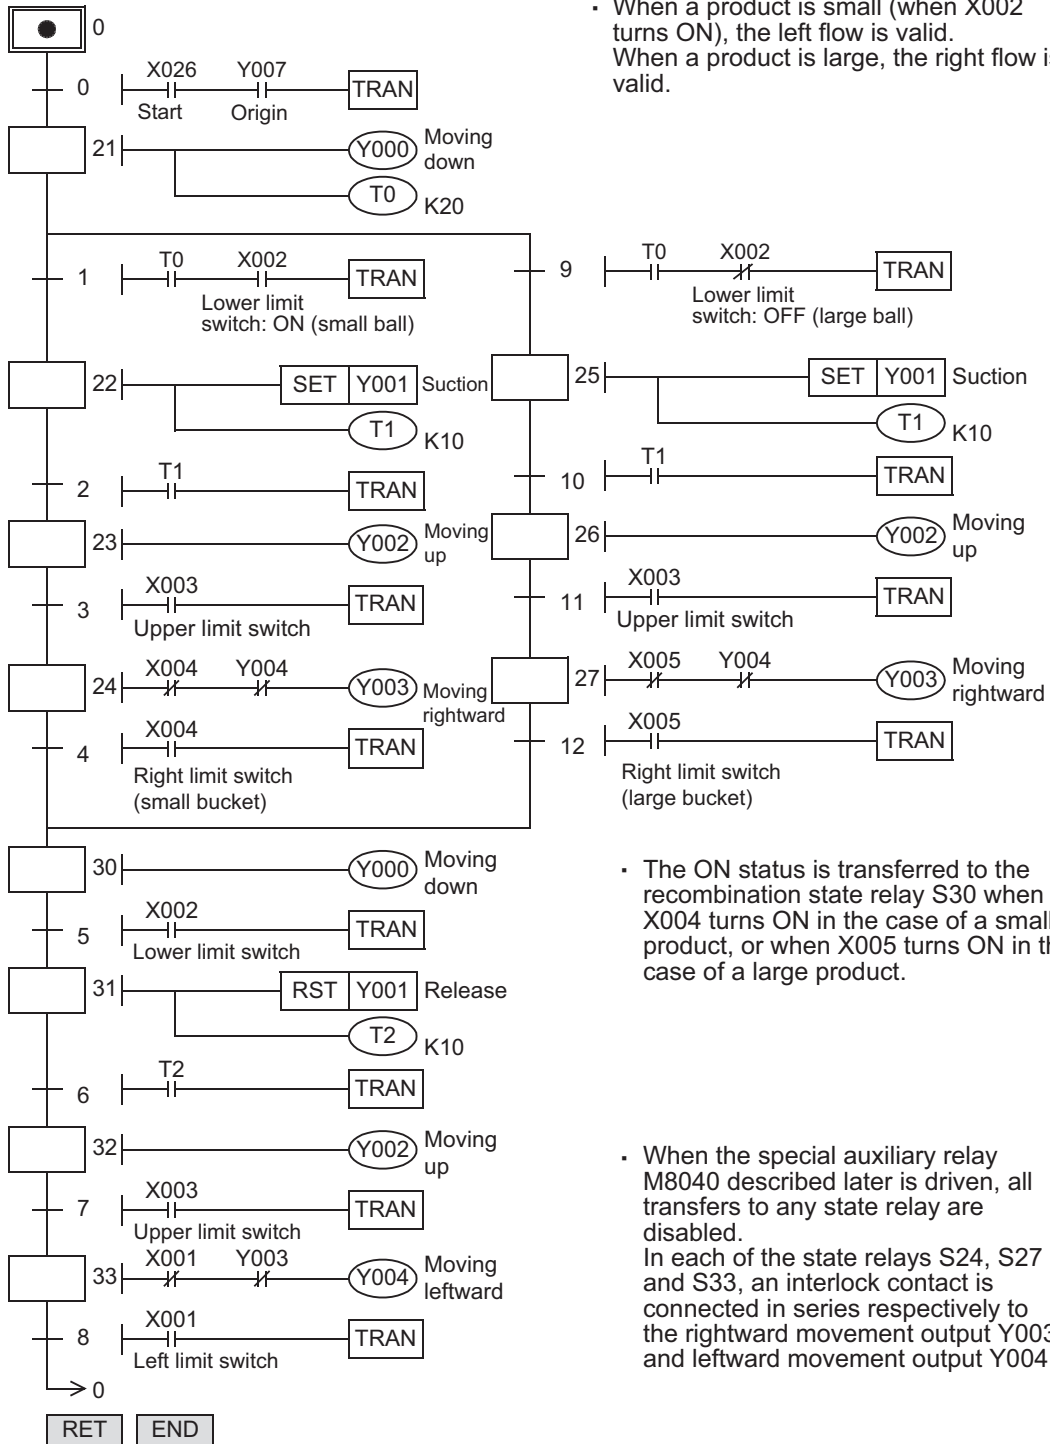 0
· When a product is small (when X002
turns ON), the left flow is valid.
When a product is large, the right flow is
valid.
0 X026 Y007 TRAN
Start Origin
21 Y000 Moving
down
T0 K20
1 T0 X002 TRAN
Lower limit
switch: ON (small ball)
9 T0 X002 TRAN
Lower limit
switch: OFF (large ball)
22 SET Y001 Suction
T1 K10
25 SET Y001 Suction
T1 K10
2 T1 TRAN
10 T1 TRAN
23 Y002 Moving
up
26 Y002 Moving
up
3 X003 TRAN
Upper limit switch
11 X003 TRAN
Upper limit switch
24 X004 Y004 Y003 Moving
rightward
27 X005 Y004 Y003 Moving
rightward
4 X004 TRAN
Right limit switch
(small bucket)
12 X005 TRAN
Right limit switch
(large bucket)
30 Y000 Moving
down
· The ON status is transferred to the
recombination state relay S30 when
X004 turns ON in the case of a small
product, or when X005 turns ON in th
case of a large product.
5 X002 TRAN
Lower limit switch
31 RST Y001 Release
T2 K10
6 T2 TRAN
32 Y002 Moving
up
· When the special auxiliary relay
M8040 described later is driven, all
transfers to any state relay are
disabled.
In each of the state relays S24, S27
and S33, an interlock contact is
connected in series respectively to
the rightward movement output Y003
and leftward movement output Y004
7 X003 TRAN
Upper limit switch
33 X001 Y003 Y004 Moving
leftward
8 X001 TRAN
Left limit switch
0
RET END